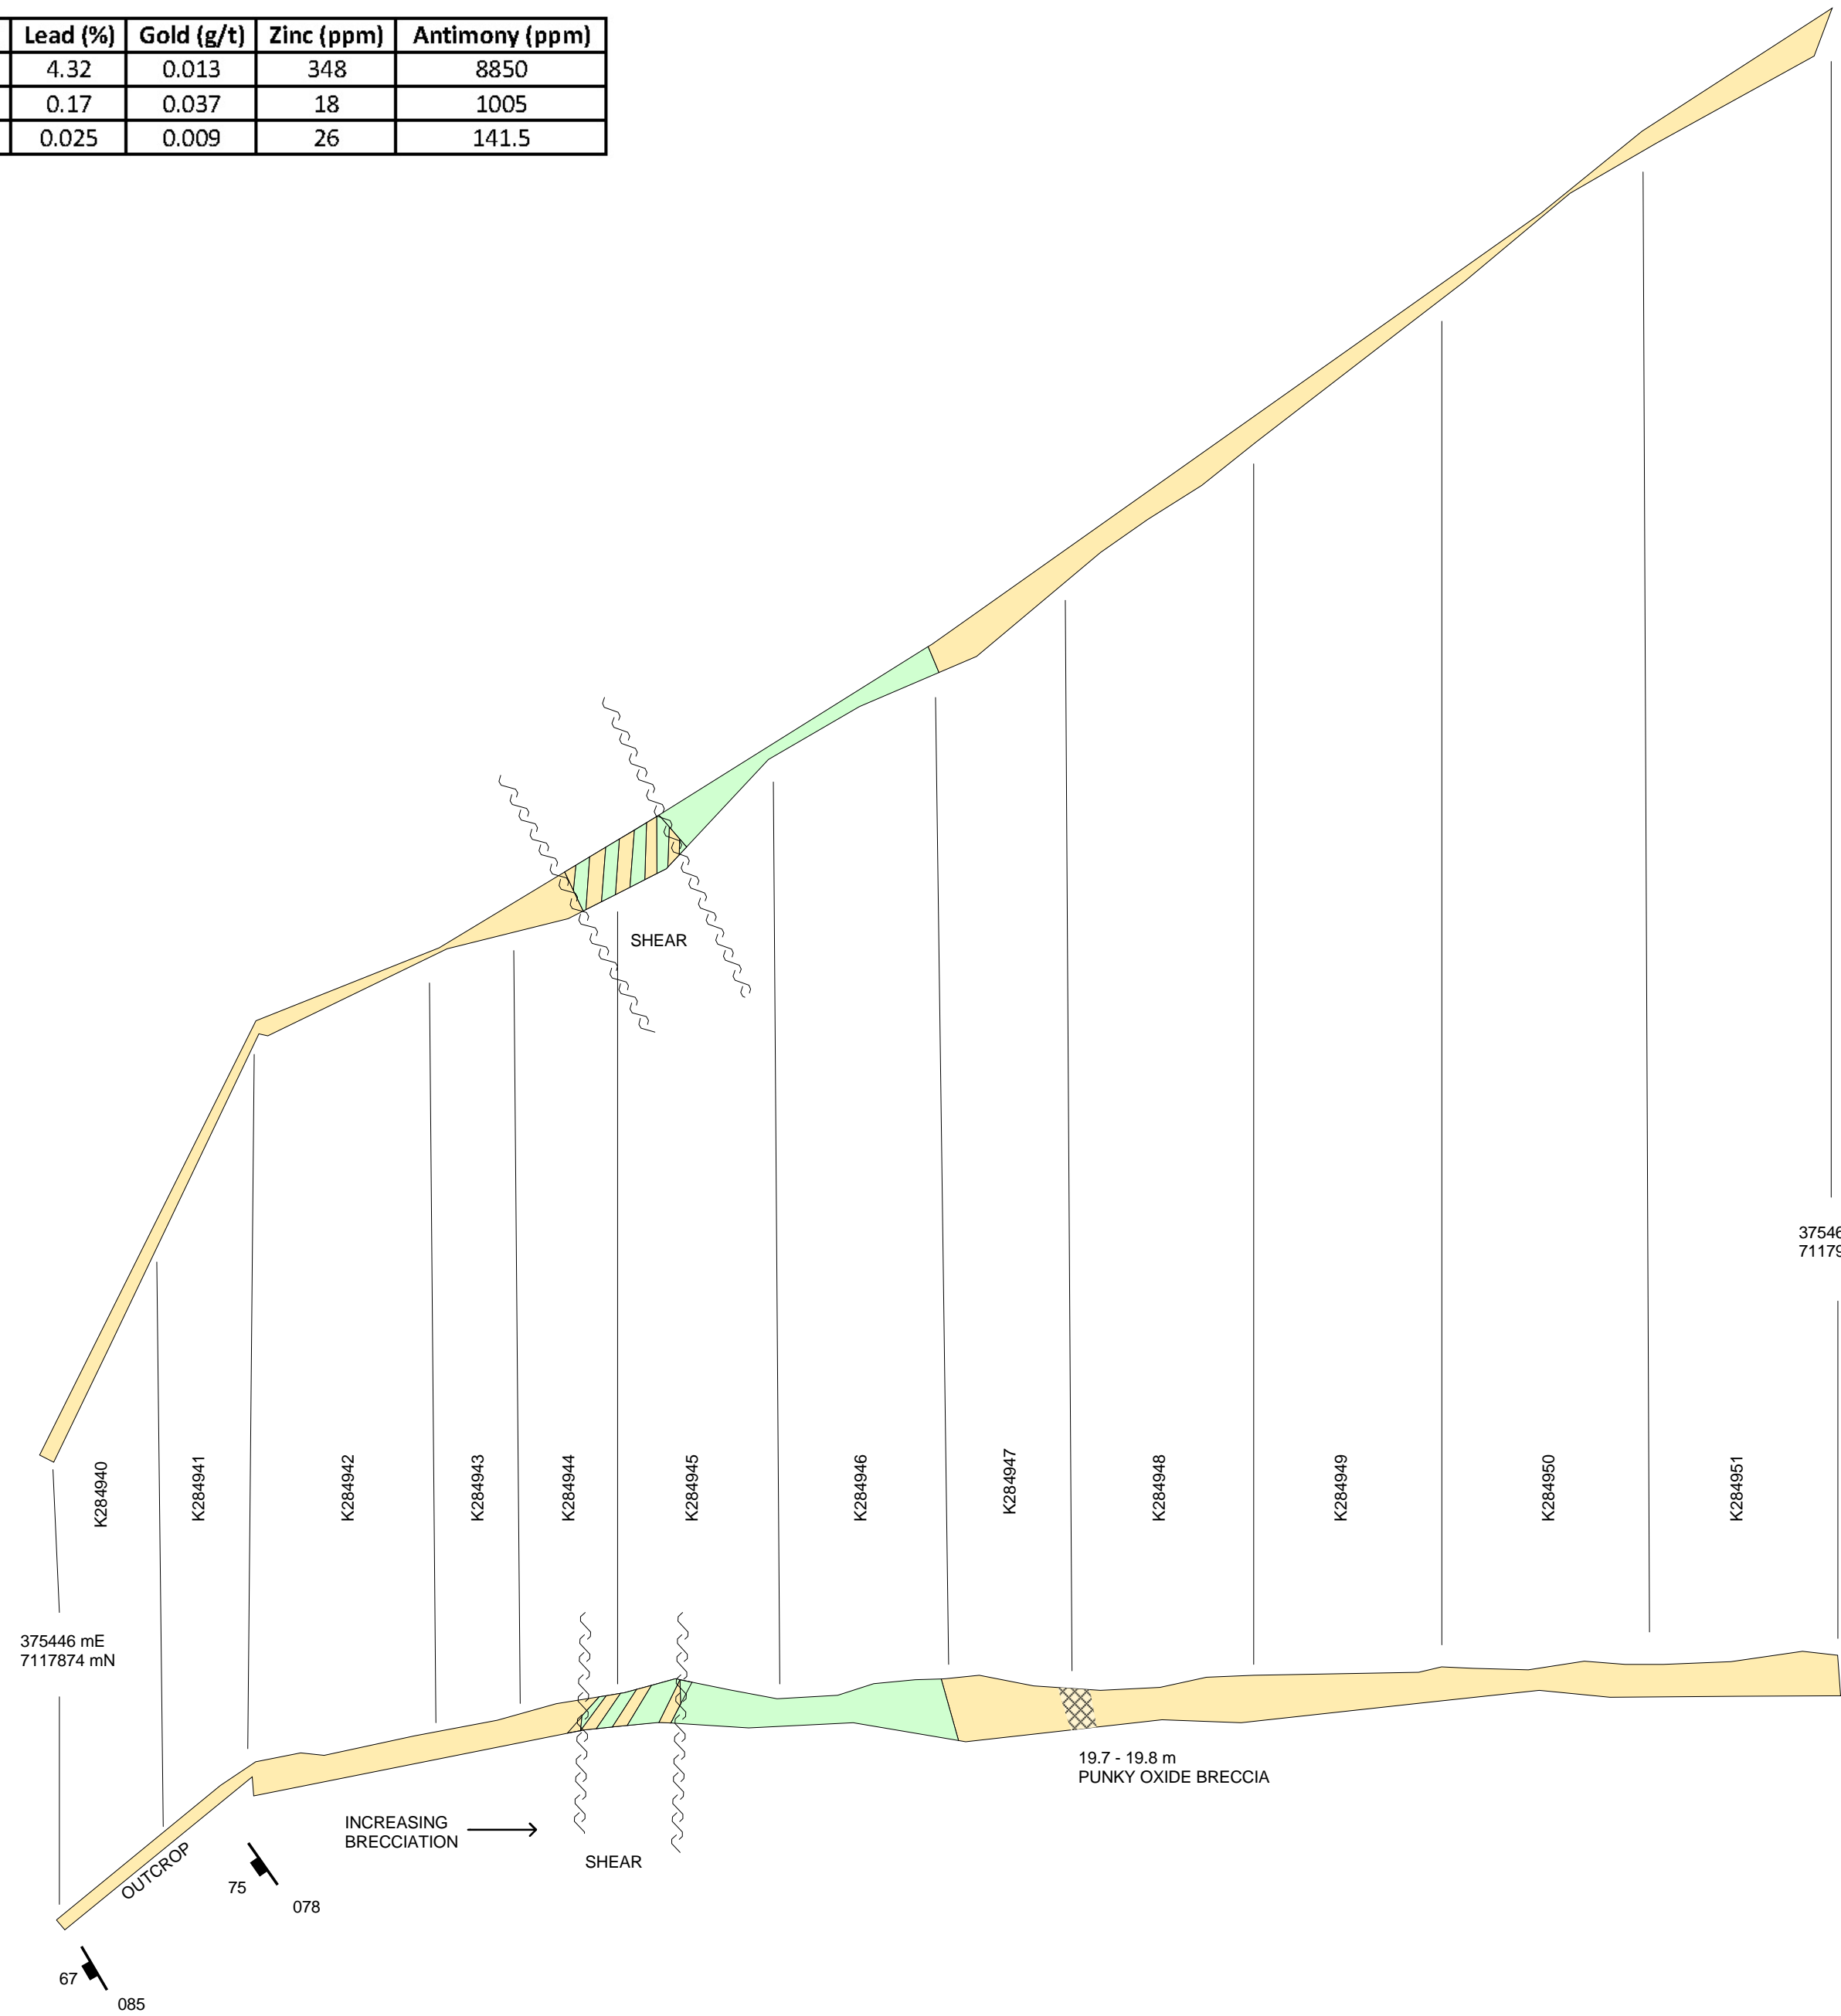 Lead (%) Gold (g/t) Zinc (ppm) Antimony (ppm)
4.32 0.013 348 8850
0.17 0.037 18 1005
0.025 0.009 26 141.5
SHEAR
37546
71179
K284940
K284941
K284942
K284943
K284944
K284945
K284946
K284947
K284948
K284949
K284950
K284951
375446 mE
7117874 mN
19.7 - 19.8 m
PUNKY OXIDE BRECCIA
INCREASING
BRECCIATION
SHEAR
OUTCROP
75
078
67
085